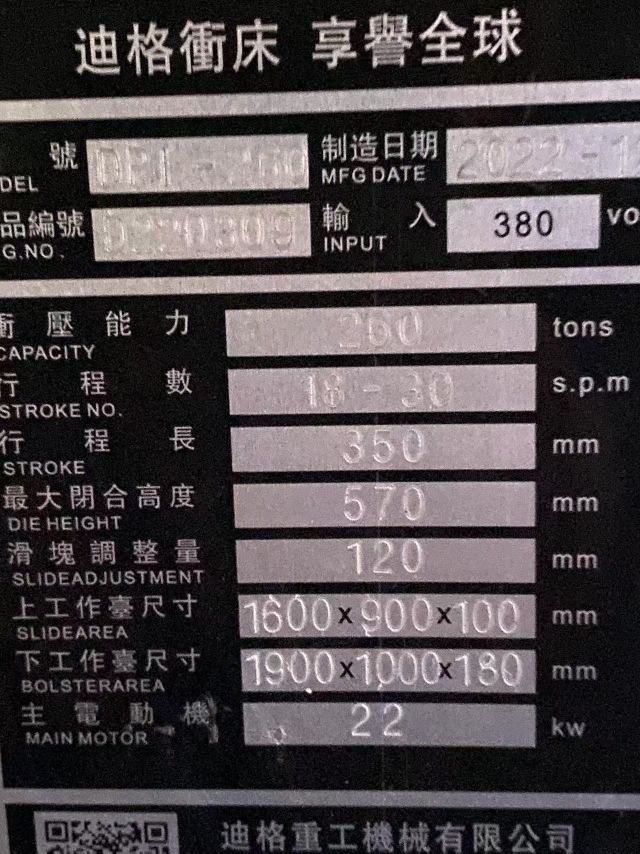 迪格衝床 享譽全球
號 制造日期 2022-1
DEL MFG DATE
品編號 D220309 輸入 380 vo
G.NO. INPUT
衝壓能力 260 tons
CAPACITY
行程數 18-30 s.p.m
STROKE NO.
行程長 350 mm
STROKE
最大閉合高度 570 mm
DIE HEIGHT
滑塊調整量 120 mm
SLIDEADJUSTMENT
上工作臺尺寸 1600x900x100 mm
SLIDEAREA
下工作臺尺寸 1900x1000x180 mm
BOLSTERAREA
主電動機 22 kw
MAIN MOTOR
迪格重工機械有限公司